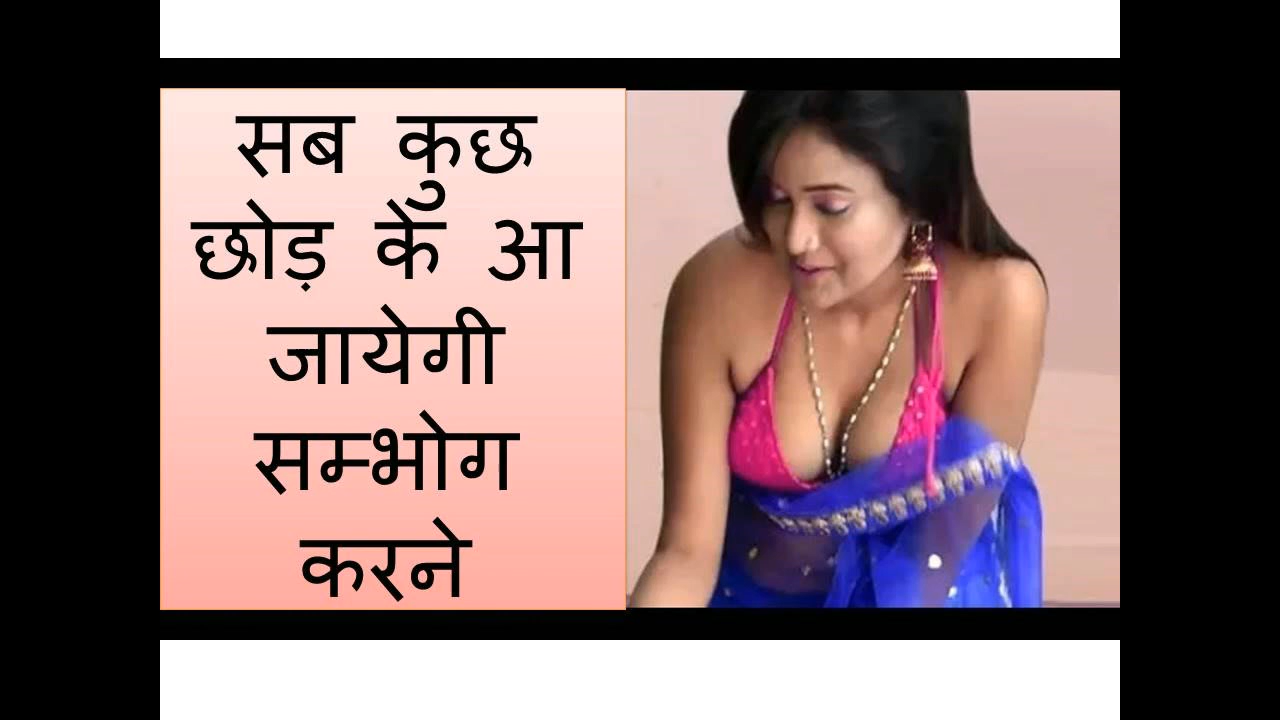 सब कुछ
छोड़ के आ
जायेगी
सम्भोग
करने